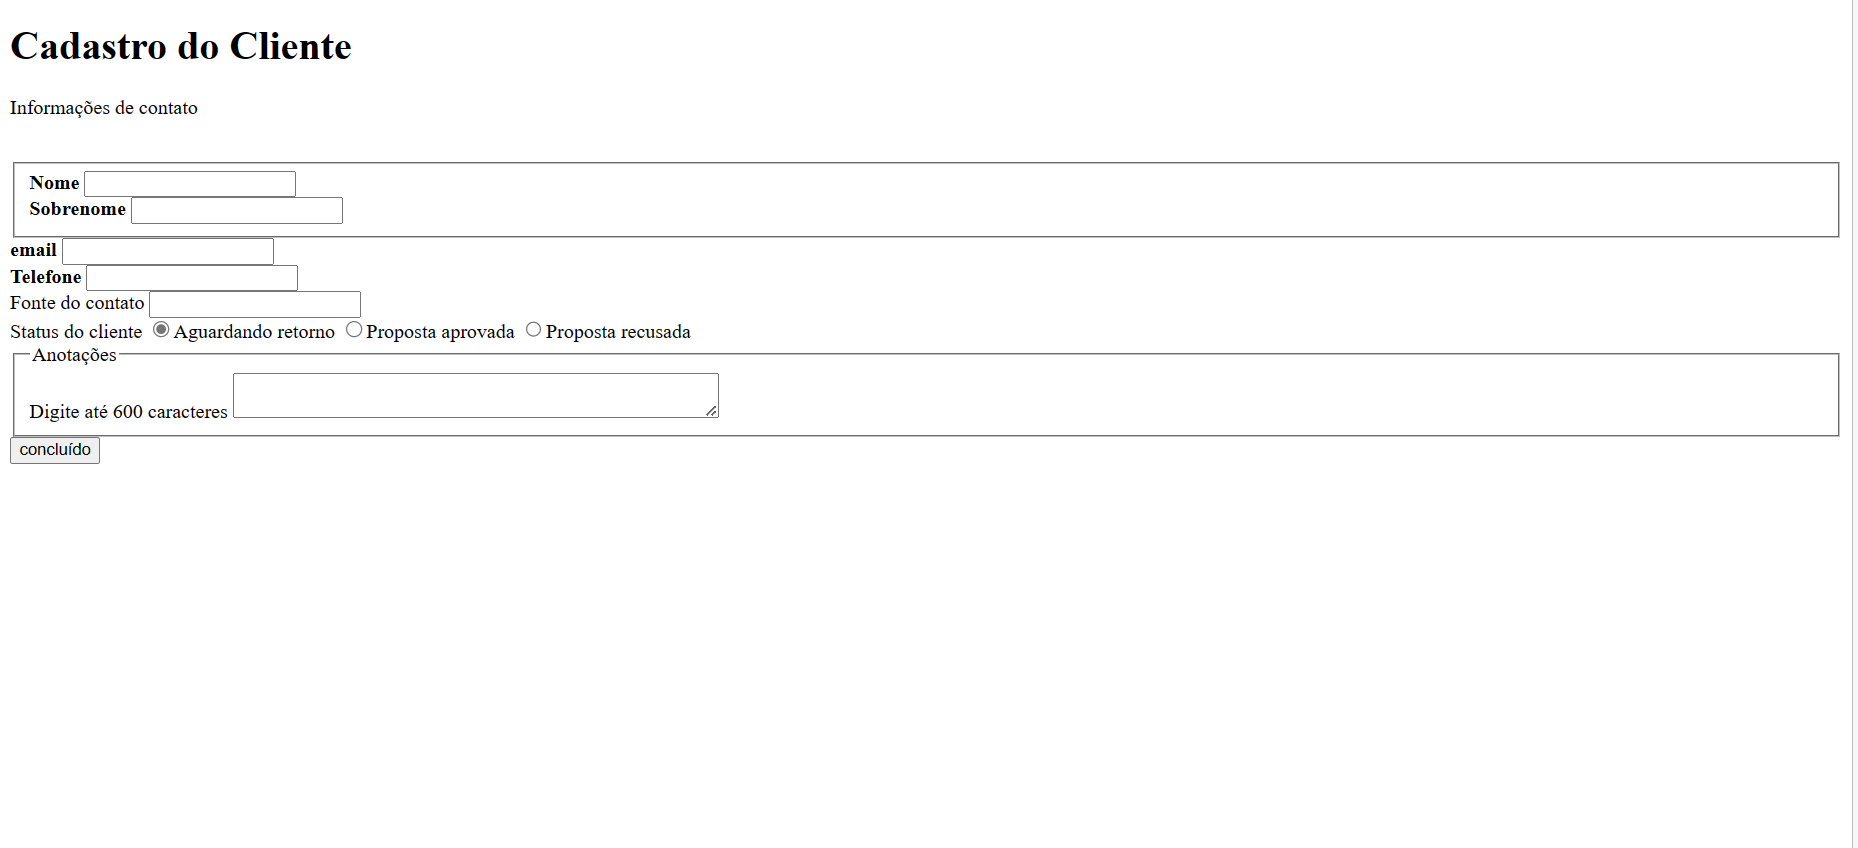 Cadastro do Cliente
Informações de contato
Nome
Sobrenome
email
Telefone
Fonte do contato
Status do cliente Aguardando retorno Proposta aprovada Proposta recusada
Anotações
Digite até 600 caracteres
concluído